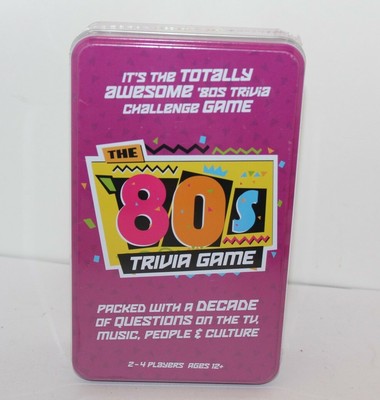 IT'S THE TOTALLY
AWESOME '80S TRIVIA
CHALLENGE GAME
THE
'80s
TRIVIA GAME
PACKED WITH A DECADE
OF QUESTIONS ON THE TV,
MUSIC, PEOPLE & CULTURE
2-4 PLAYERS AGES 12+